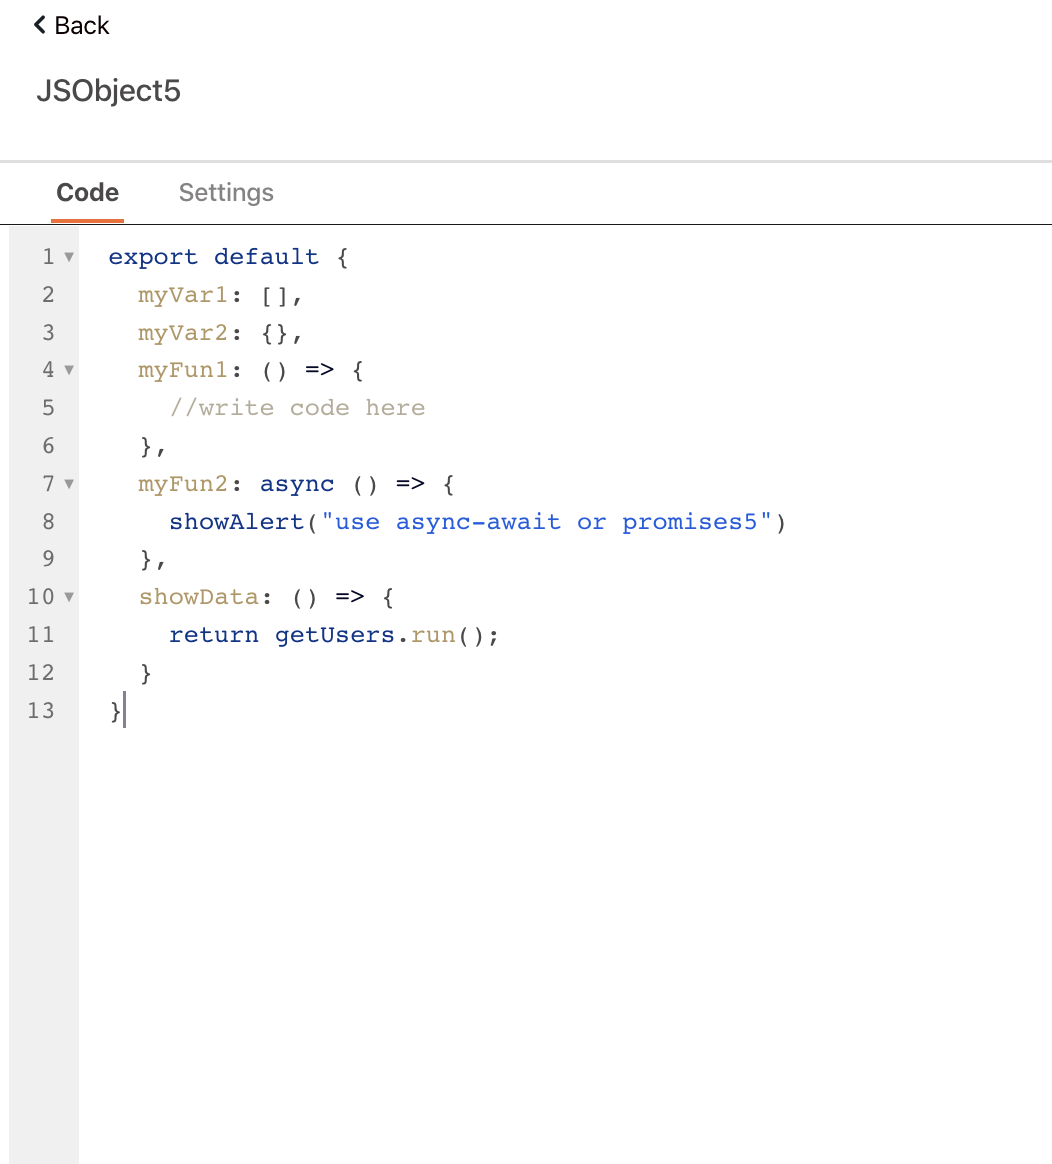 Back
JSObject5
Code Settings
1 export default {
2 myVar1: [],
3 myVar2: {},
4 myFun1: () => {
5 //write code here
6 },
7 myFun2: async () => {
8 showAlert("use async-await or promises5")
9 },
10 showData: () => {
11 return getUsers.run();
12 }
13 }